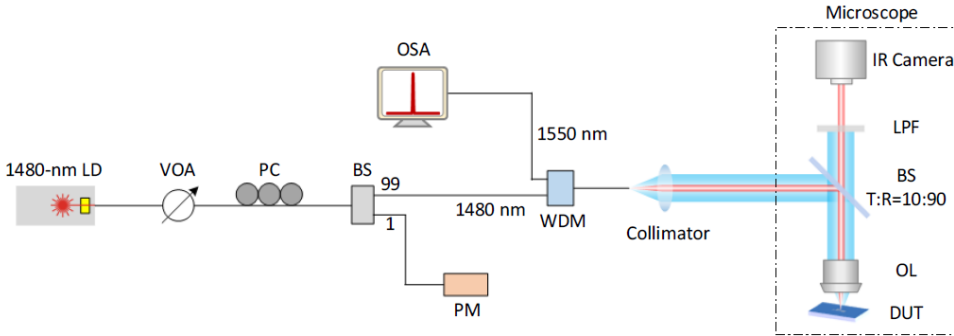 Microscope
OSA
IR Camera
1550 nm
LPF
1480-nm LD
VOA
PC
BS
99
1480 nm
1
WDM
Collimator
BS
T:R=10:90
PM
OL
DUT